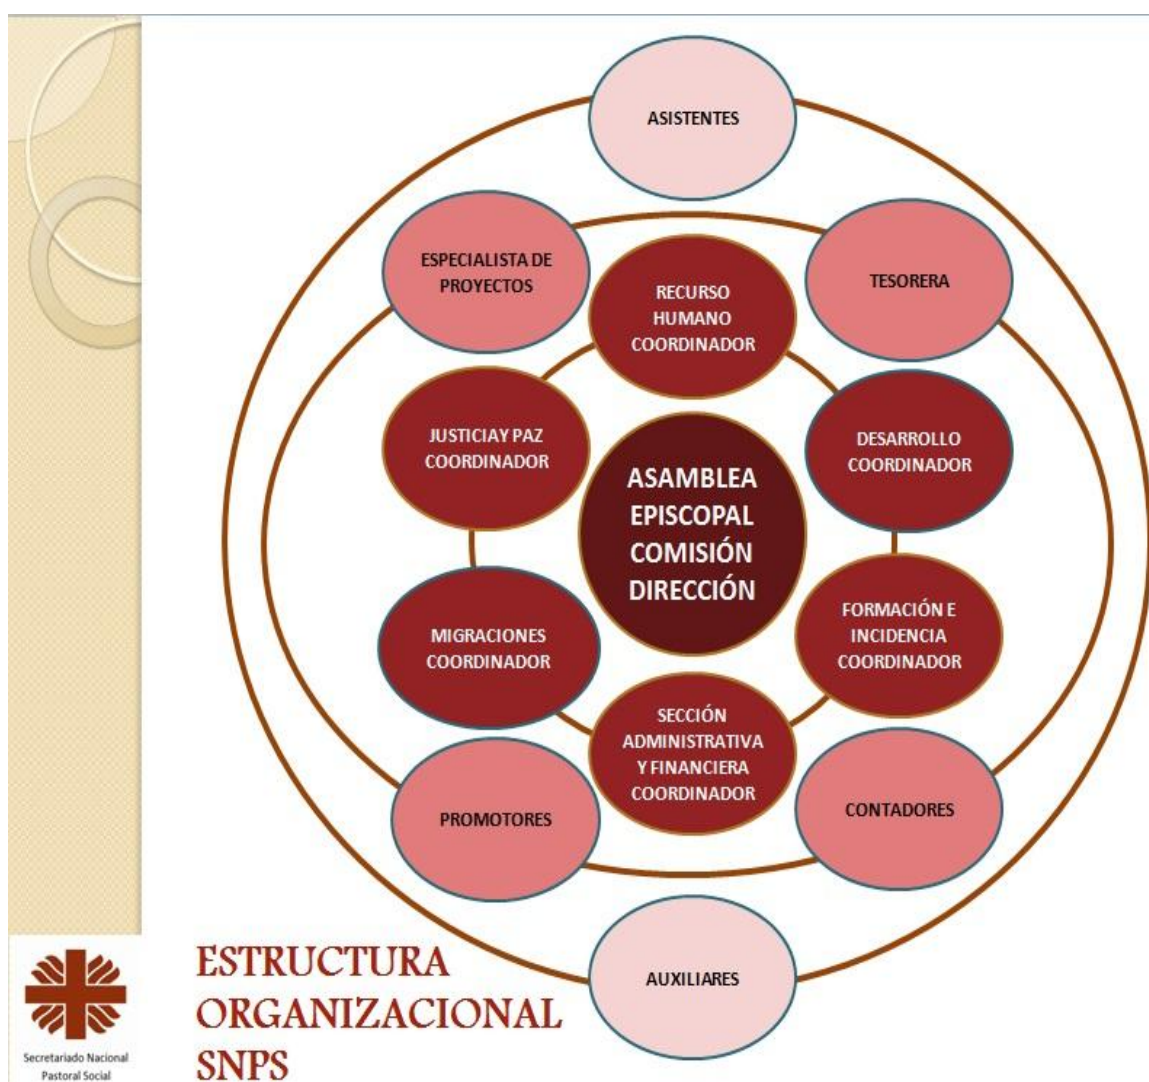 ASISTENTES
ESPECIALISTA DE
PROYECTOS
TESORERA
RECURSO
HUMANO
COORDINADOR
JUSTICIAY PAZ
COORDINADOR
DESARROLLO
COORDINADOR
ASAMBLEA
EPISCOPAL
COMISIÓN
DIRECCIÓN
MIGRACIONES
COORDINADOR
FORMACIÓN E
INCIDENCIA
COORDINADOR
SECCIÓN
ADMINISTRATIVA
Y FINANCIERA
COORDINADOR
PROMOTORES
CONTADORES
AUXILIARES
ESTRUCTURA
ORGANIZACIONAL
SNPS
Secretariado Nacional
Pastoral Social